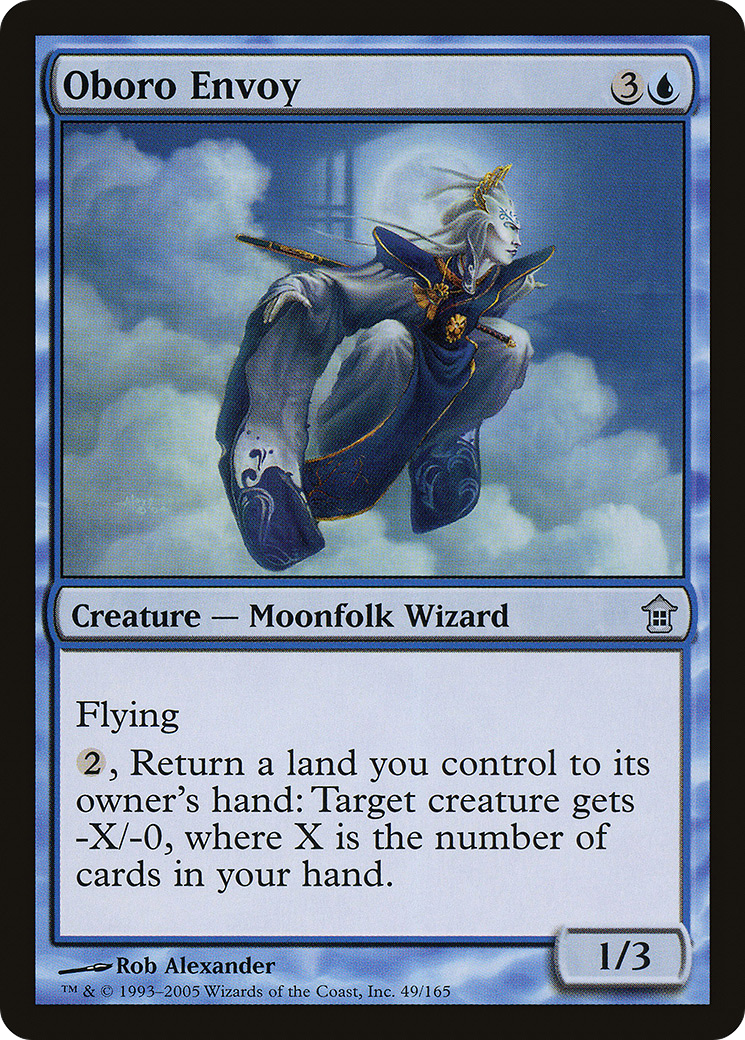 Oboro Envoy
3
Creature — Moonfolk Wizard
Flying
2, Return a land you control to its
owner's hand: Target creature gets
-X/-0, where X is the number of
cards in your hand.
1/3
Rob Alexander
™ & © 1993–2005 Wizards of the Coast, Inc. 49/165